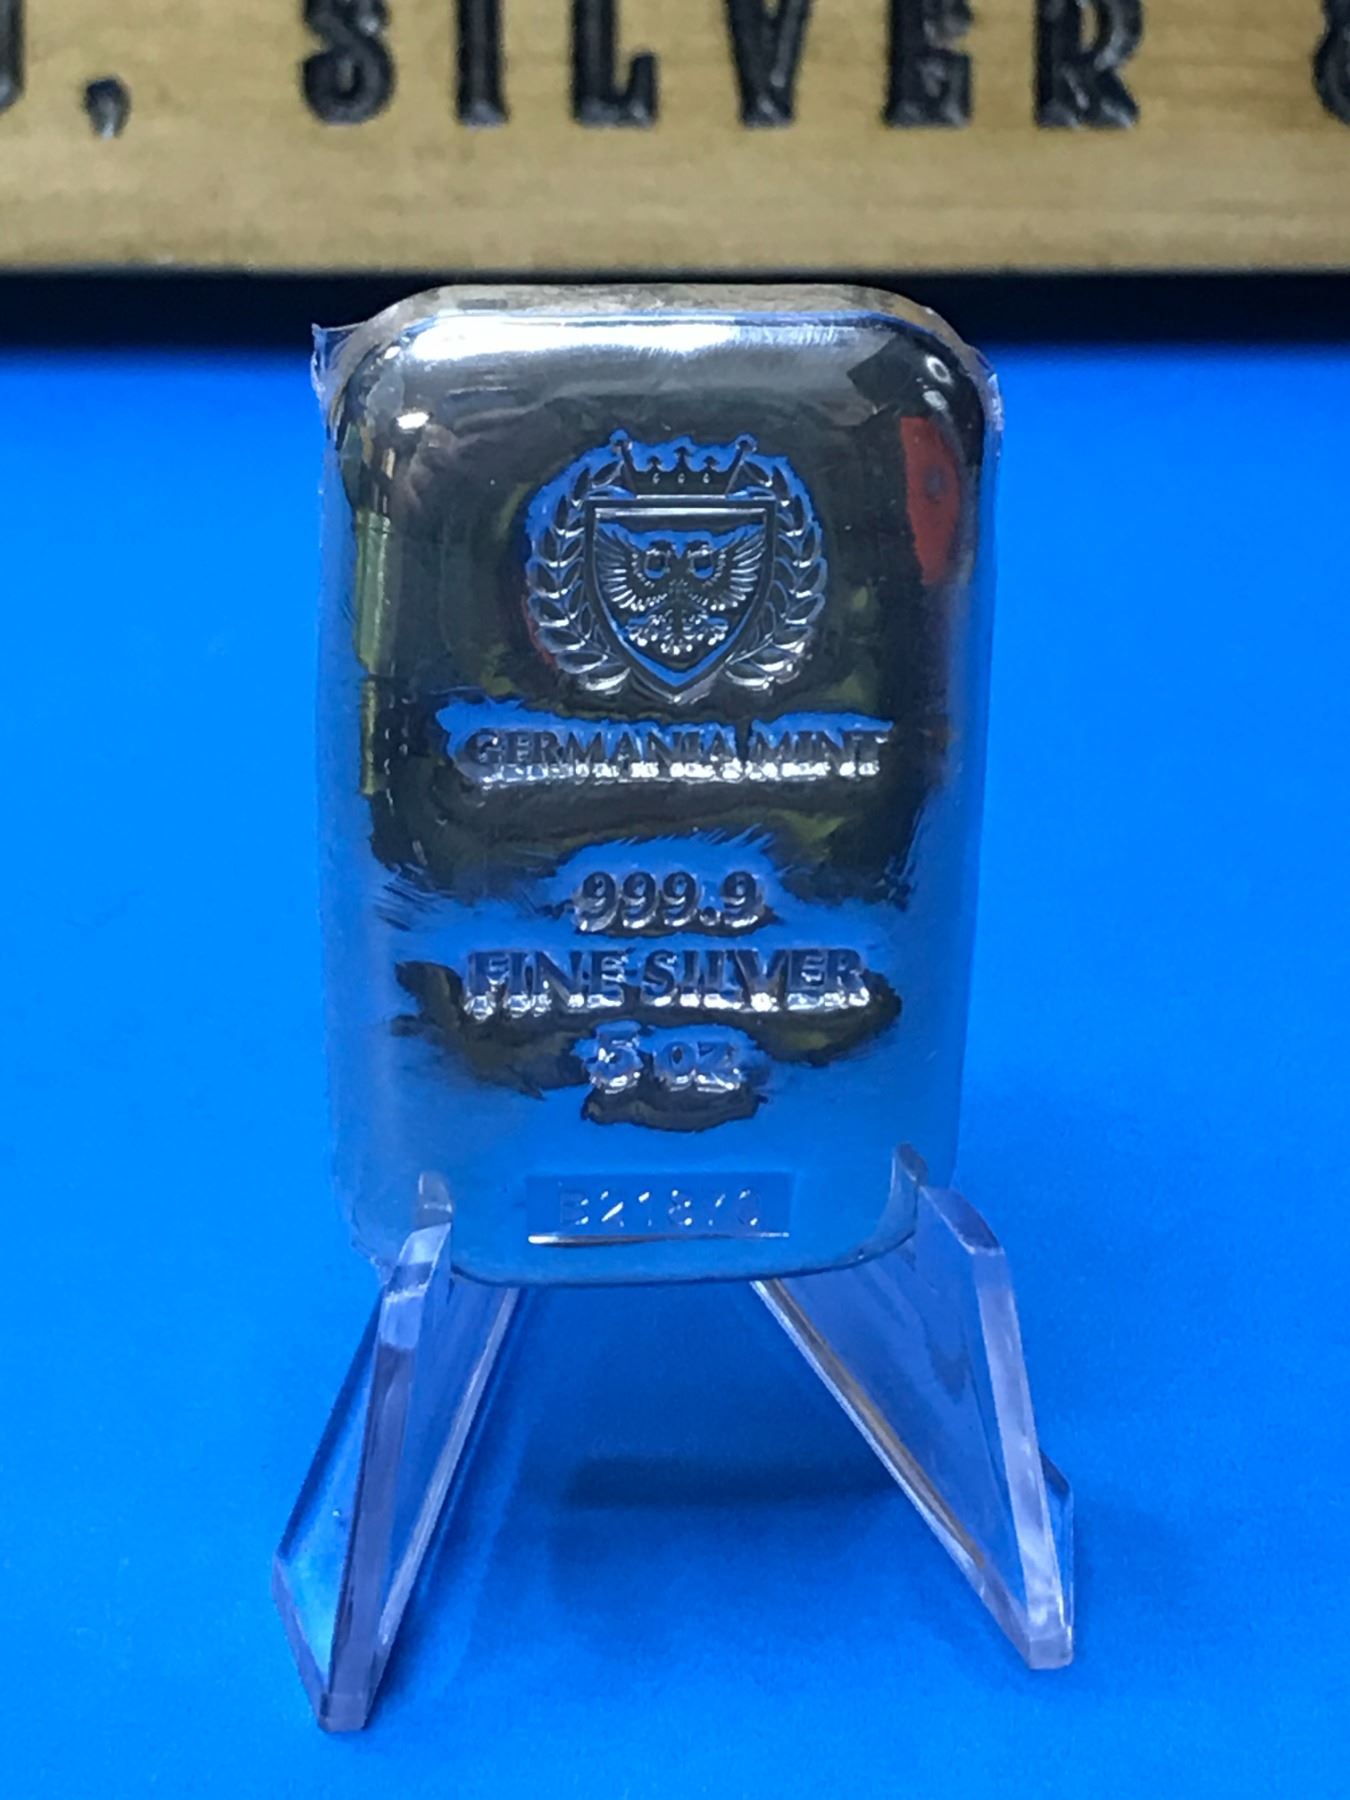 , SILVER &
GERMANIA MINT
999.9
FINE SILVER
5 oz